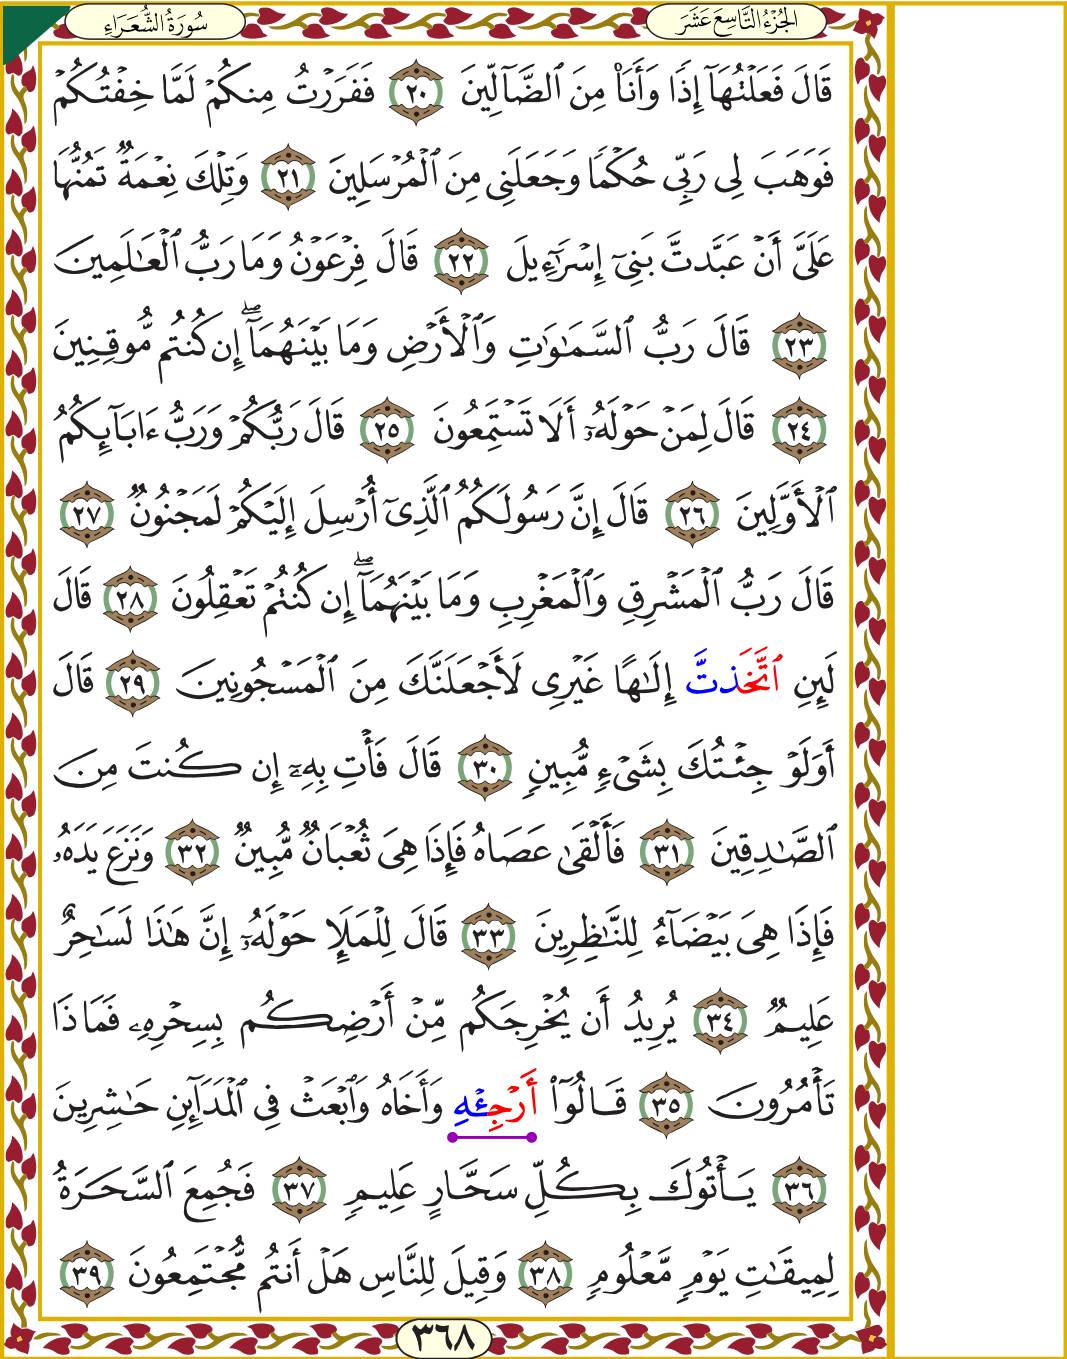 الجُزْءُ التَّاسِعَ عَشَرَ
سُورَةُ الشُّعَرَاءِ
قَالَ فَعَلْتُهَآ إِذًا وَأَنَا۠ مِنَ ٱلضَّآلِّينَ ٢٠ فَفَرَرْتُ مِنكُمْ لَمَّا خِفْتُكُمْ
فَوَهَبَ لِى رَبِّى حُكْمًا وَجَعَلَنِى مِنَ ٱلْمُرْسَلِينَ ٢١ وَتِلْكَ نِعْمَةٌ تَمُنُّهَا
عَلَىَّ أَنْ عَبَّدتَّ بَنِىٓ إِسْرَٰٓءِيلَ ٢٢ قَالَ فِرْعَوْنُ وَمَا رَبُّ ٱلْعَٰلَمِينَ
٢٣ قَالَ رَبُّ ٱلسَّمَٰوَٰتِ وَٱلْأَرْضِ وَمَا بَيْنَهُمَآ ۖ إِن كُنتُم مُّوقِنِينَ
٢٤ قَالَ لِمَنْ حَوْلَهُۥٓ أَلَا تَسْتَمِعُونَ ٢٥ قَالَ رَبُّكُمْ وَرَبُّ ءَابَآئِكُمُ
ٱلْأَوَّلِينَ ٢٦ قَالَ إِنَّ رَسُولَكُمُ ٱلَّذِىٓ أُرْسِلَ إِلَيْكُمْ لَمَجْنُونٌ ٢٧
قَالَ رَبُّ ٱلْمَشْرِقِ وَٱلْمَغْرِبِ وَمَا بَيْنَهُمَآ ۖ إِن كُنتُمْ تَعْقِلُونَ ٢٨ قَالَ
لَئِنِ ٱتَّخَذتَّ إِلَٰهًا غَيْرِى لَأَجْعَلَنَّكَ مِنَ ٱلْمَسْجُونِينَ ٢٩ قَالَ
أَوَلَوْ جِئْتُكَ بِشَىْءٍ مُّبِينٍ ٣٠ قَالَ فَأْتِ بِهِۦٓ إِن كُنتَ مِنَ
ٱلصَّٰدِقِينَ ٣١ فَأَلْقَىٰ عَصَاهُ فَإِذَا هِىَ ثُعْبَانٌ مُّبِينٌ ٣٢ وَنَزَعَ يَدَهُۥ
فَإِذَا هِىَ بَيْضَآءُ لِلنَّٰظِرِينَ ٣٣ قَالَ لِلْمَلَإِ حَوْلَهُۥٓ إِنَّ هَٰذَا لَسَٰحِرٌ
عَلِيمٌ ٣٤ يُرِيدُ أَن يُخْرِجَكُم مِّنْ أَرْضِكُم بِسِحْرِهِۦ فَمَاذَا
تَأْمُرُونَ ٣٥ قَالُوٓا۟ أَرْجِئْهِ وَأَخَاهُ وَٱبْعَثْ فِى ٱلْمَدَآئِنِ حَٰشِرِينَ
٣٦ يَأْتُوكَ بِكُلِّ سَحَّارٍ عَلِيمٍ ٣٧ فَجُمِعَ ٱلسَّحَرَةُ
لِمِيقَٰتِ يَوْمٍ مَّعْلُومٍ ٣٨ وَقِيلَ لِلنَّاسِ هَلْ أَنتُم مُّجْتَمِعُونَ ٣٩
٣٦٨